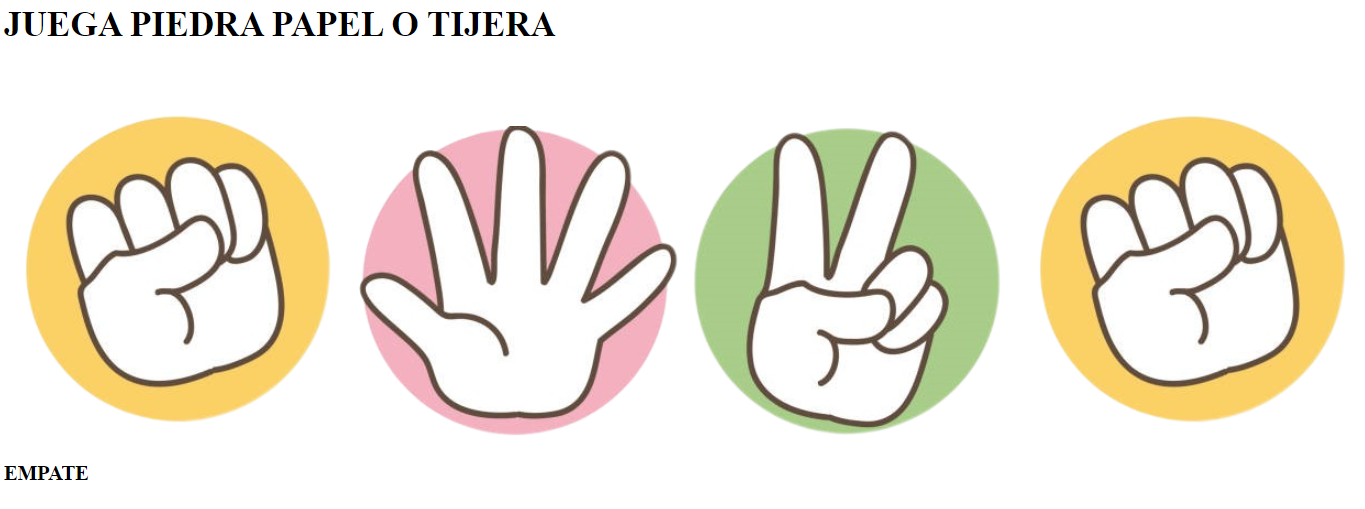 JUEGA PIEDRA PAPEL O TIJERA
EMPATE